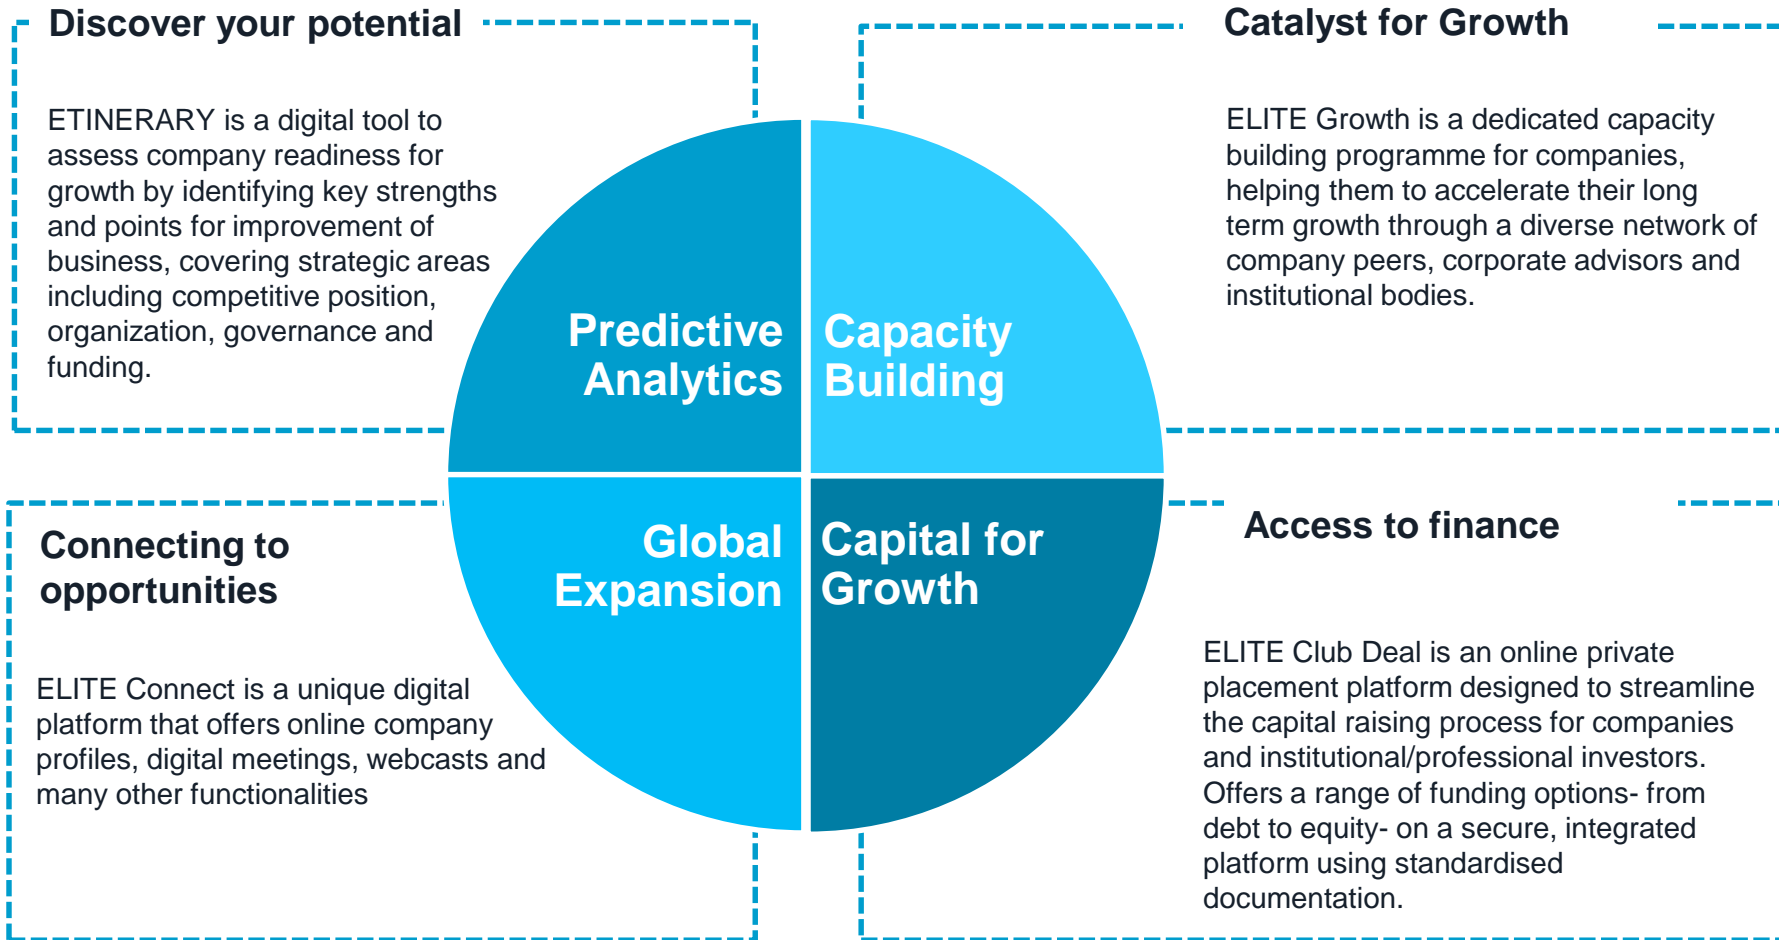 Discover your potential
ETINERARY is a digital tool to
assess company readiness for
growth by identifying key strengths
and points for improvement of
business, covering strategic areas
including competitive position,
organization, governance and
funding.
Catalyst for Growth
ELITE Growth is a dedicated capacity
building programme for companies,
helping them to accelerate their long
term growth through a diverse network of
company peers, corporate advisors and
institutional bodies.
Predictive
Analytics
Capacity
Building
Global
Expansion
Capital for
Growth
Connecting to
opportunities
ELITE Connect is a unique digital
platform that offers online company
profiles, digital meetings, webcasts and
many other functionalities
Access to finance
ELITE Club Deal is an online private
placement platform designed to streamline
the capital raising process for companies
and institutional/professional investors.
Offers a range of funding options- from
debt to equity- on a secure, integrated
platform using standardised
documentation.